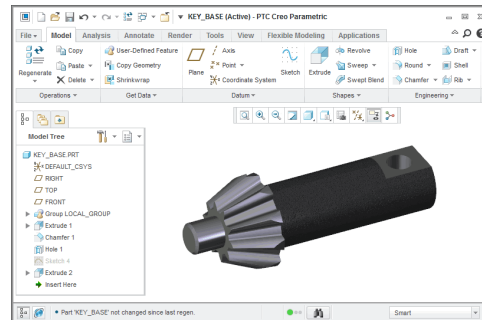 KEY_BASE (Active) - PTC Creo Parametric
File Model Analysis Annotate Render Tools View Flexible Modeling Applications
Regenerate
Copy
Paste
Delete
User-Defined Feature
Copy Geometry
Shrinkwrap
Plane
Axis
Point
Coordinate System
Sketch
Extrude
Revolve
Sweep
Swept Blend
Hole
Round
Chamfer
Draft
Shell
Rib
Operations Get Data Datum Shapes Engineering
Model Tree
KEY_BASE.PRT
DEFAULT_CSYS
RIGHT
TOP
FRONT
Group LOCAL_GROUP
Extrude 1
Chamfer 1
Hole 1
Sketch 4
Extrude 2
Insert Here
• Part 'KEY_BASE' not changed since last regen.
Smart